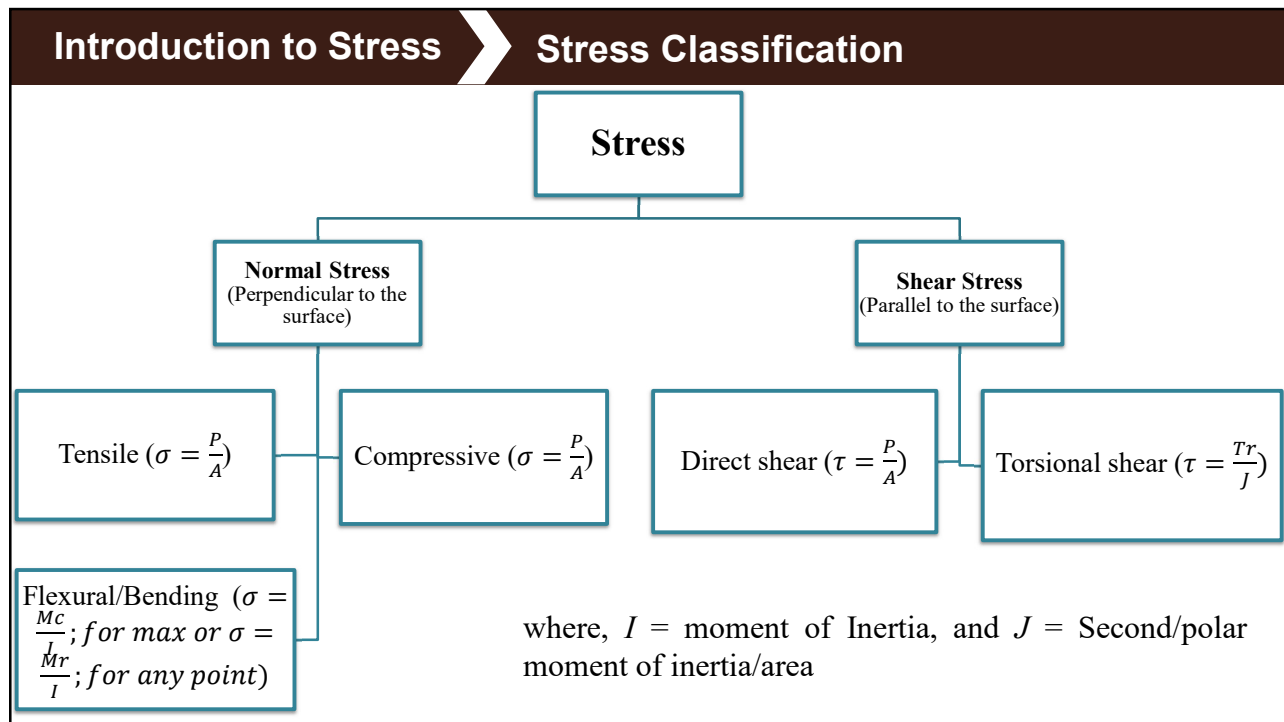 Introduction to Stress
Stress Classification
Stress
Normal Stress
(Perpendicular to the
surface)
Shear Stress
(Parallel to the surface)
Tensile (𝜎 = P/A)
Compressive (𝜎 = P/A)
Direct shear (𝜏 = P/A)
Torsional shear (𝜏 = Tr/J)
Flexural/Bending (𝜎 =
Mc/I ; for max or 𝜎 =
Mr/I ; for any point)
where, I = moment of Inertia, and J = Second/polar
moment of inertia/area